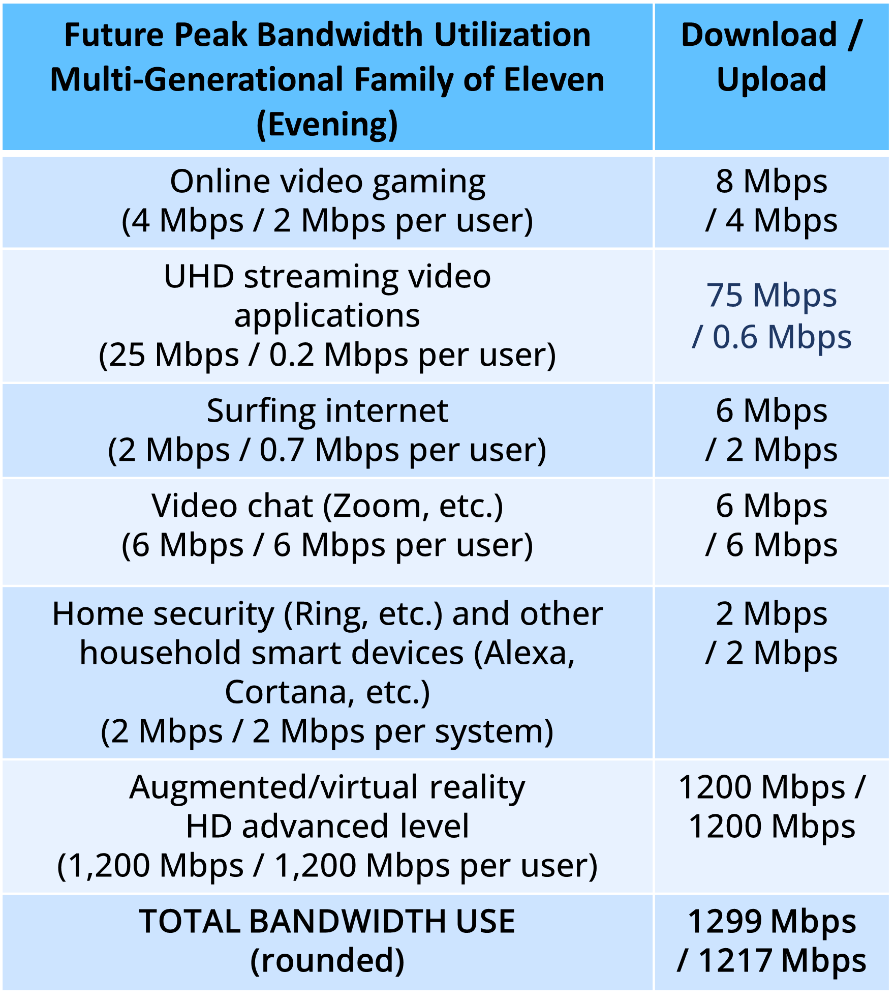 Future Peak Bandwidth Utilization
Multi-Generational Family of Eleven
(Evening)
Download /
Upload
Online video gaming
(4 Mbps / 2 Mbps per user)
8 Mbps
/ 4 Mbps
UHD streaming video
applications
(25 Mbps / 0.2 Mbps per user)
75 Mbps
/ 0.6 Mbps
Surfing internet
(2 Mbps / 0.7 Mbps per user)
6 Mbps
/ 2 Mbps
Video chat (Zoom, etc.)
(6 Mbps / 6 Mbps per user)
6 Mbps
/ 6 Mbps
Home security (Ring, etc.) and other
household smart devices (Alexa,
Cortana, etc.)
(2 Mbps / 2 Mbps per system)
2 Mbps
/ 2 Mbps
Augmented/virtual reality
HD advanced level
(1,200 Mbps / 1,200 Mbps per user)
1200 Mbps /
1200 Mbps
TOTAL BANDWIDTH USE
(rounded)
1299 Mbps
/ 1217 Mbps